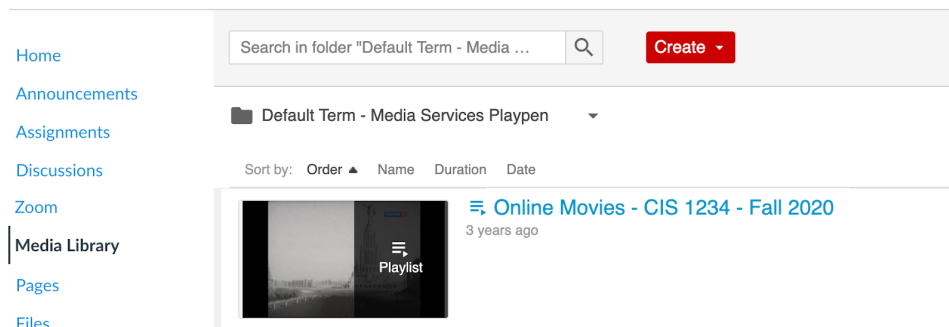 Home
Announcements
Assignments
Discussions
Zoom
Media Library
Pages
Files
Search in folder "Default Term - Media ...
Create
Default Term - Media Services Playpen
Sort by: Order Name Duration Date
Playlist
Online Movies - CIS 1234 - Fall 2020
3 years ago